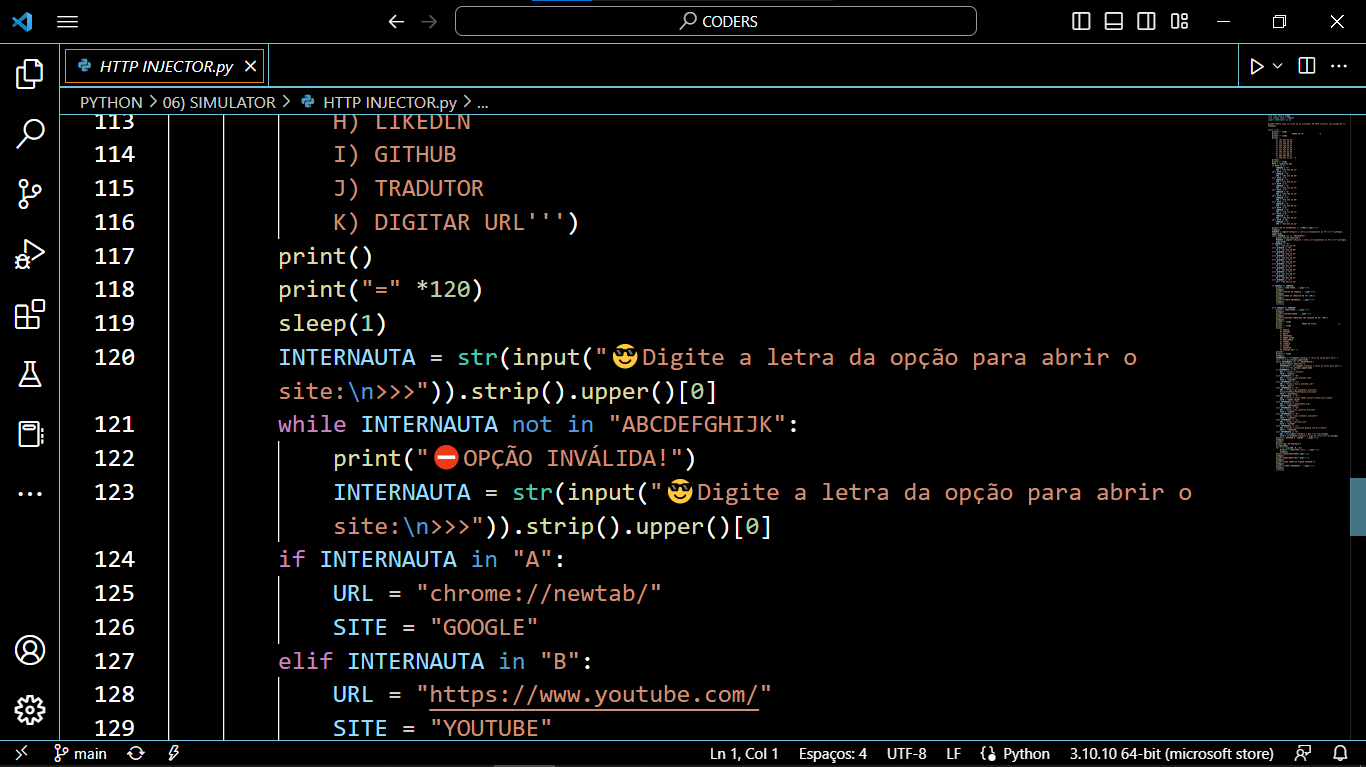 CODERS
HTTP INJECTOR.py
PYTHON > 06) SIMULATOR > HTTP INJECTOR.py > ...
113 H) LIKEDLN
114 I) GITHUB
115 J) TRADUTOR
116 K) DIGITAR URL''')
117 print()
118 print("=" *120)
119 sleep(1)
120 INTERNAUTA = str(input("😎Digite a letra da opção para abrir o
site:\n>>>")).strip().upper()[0]
121 while INTERNAUTA not in "ABCDEFGHIJK":
122 print("⛔OPÇÃO INVÁLIDA!")
123 INTERNAUTA = str(input("😎Digite a letra da opção para abrir o
site:\n>>>")).strip().upper()[0]
124 if INTERNAUTA in "A":
125 URL = "chrome://newtab/"
126 SITE = "GOOGLE"
127 elif INTERNAUTA in "B":
128 URL = "https://www.youtube.com/"
129 SITE = "YOUTUBE"
main Ln 1, Col 1 Espaços: 4 UTF-8 LF Python 3.10.10 64-bit (microsoft store)